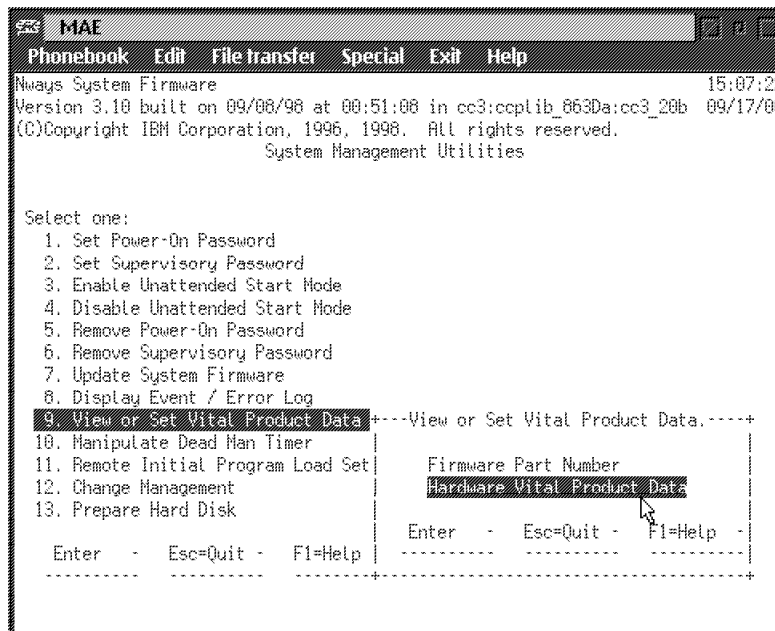 MAE
Phonebook Edit File transfer Special Exit Help
Nways System Firmware 15:07:2
Version 3.10 built on 09/08/98 at 00:51:08 in cc3:ccplib_863Da:cc3_20b 09/17/0
(C)Copyright IBM Corporation, 1996, 1998. All rights reserved.
System Management Utilities
Select one:
1. Set Power-On Password
2. Set Supervisory Password
3. Enable Unattended Start Mode
4. Disable Unattended Start Mode
5. Remove Power-On Password
6. Remove Supervisory Password
7. Update System Firmware
8. Display Event / Error Log
9. View or Set Vital Product Data +---View or Set Vital Product Data.----+
10. Manipulate Dead Man Timer
11. Remote Initial Program Load Set| Firmware Part Number
12. Change Management | Hardware Vital Product Data
13. Prepare Hard Disk
Enter - Esc=Quit - F1=Help -|
Enter - Esc=Quit - F1=Help